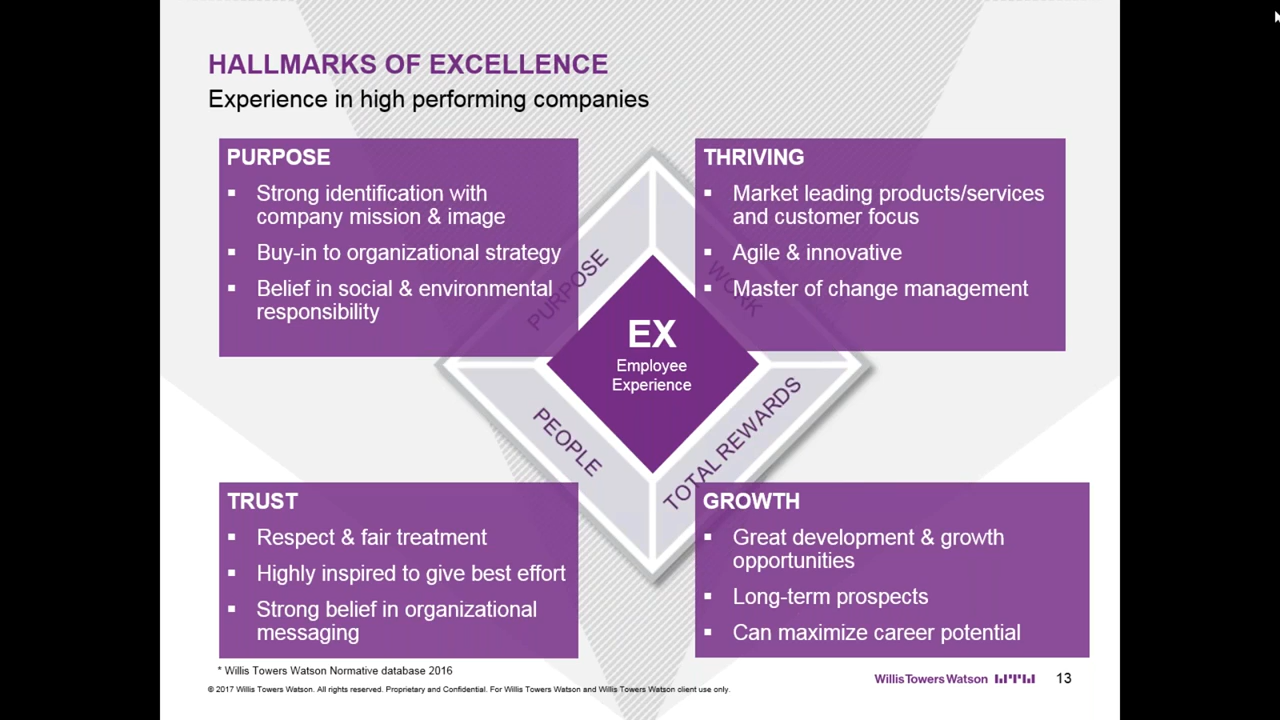 HALLMARKS OF EXCELLENCE
Experience in high performing companies
PURPOSE
▪ Strong identification with
company mission & image
▪ Buy-in to organizational strategy
▪ Belief in social & environmental
responsibility
THRIVING
▪ Market leading products/services
and customer focus
▪ Agile & innovative
▪ Master of change management
PURPOSE
WORK
EX
Employee
Experience
PEOPLE
TOTAL REWARDS
TRUST
▪ Respect & fair treatment
▪ Highly inspired to give best effort
▪ Strong belief in organizational
messaging
GROWTH
▪ Great development & growth
opportunities
▪ Long-term prospects
▪ Can maximize career potential
* Willis Towers Watson Normative database 2016
© 2017 Willis Towers Watson. All rights reserved. Proprietary and Confidential. For Willis Towers Watson and Willis Towers Watson client use only.
WillisTowersWatson
13